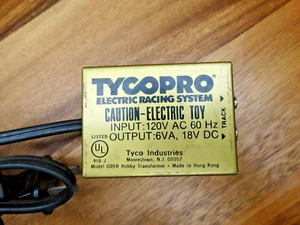 TYCOPRO
ELECTRIC RACING SYSTEM
CAUTION-ELECTRIC TOY
INPUT: 120V AC 60 Hz
OUTPUT: 6VA, 18V DC
TRACK
LISTED
UL
Tyco Industries
Moorestown, N.J. 08057
Model 608R Hobby Transformer • Made in Hong Kong